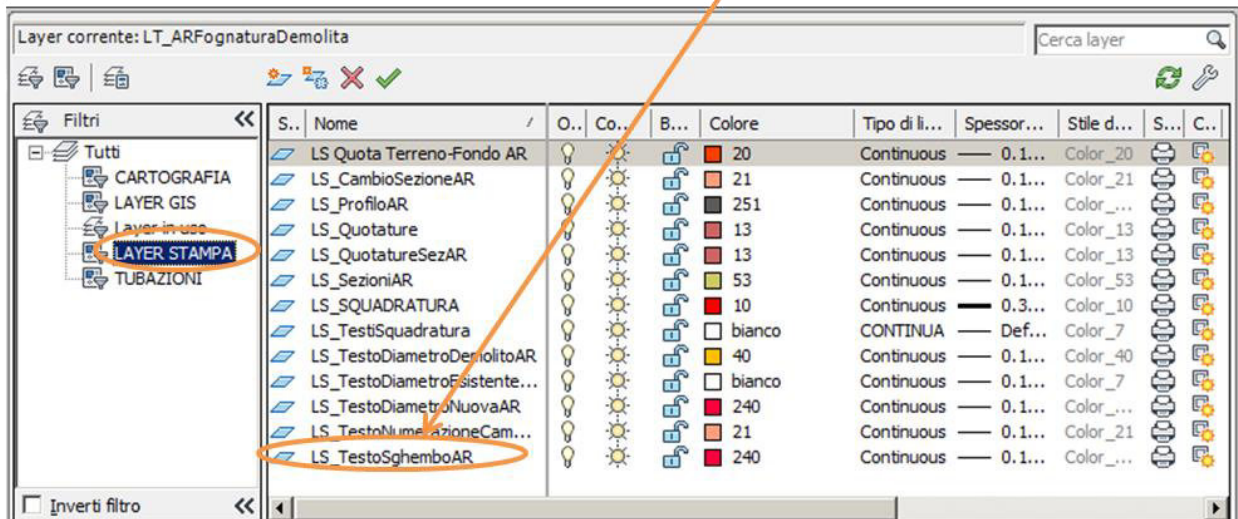 Layer corrente: LT_ARFognaturaDemolita
Cerca layer
Filtri
S.. Nome O.. Co... B... Colore Tipo di li... Spessor... Stile d... S... C..
Tutti
CARTOGRAFIA
LAYER GIS
Layer in uso
LAYER STAMPA
TUBAZIONI
LS Quota Terreno-Fondo AR 20 Continuous 0.1... Color_20
LS_CambioSezioneAR 21 Continuous 0.1... Color_21
LS_ProfiloAR 251 Continuous 0.1... Color_...
LS_Quotature 13 Continuous 0.1... Color_13
LS_QuotatureSezAR 13 Continuous 0.1... Color_13
LS_SezioniAR 53 Continuous 0.1... Color_53
LS_SQUADRATURA 10 Continuous 0.3... Color_10
LS_TestiSquadratura bianco CONTINUA Def... Color_7
LS_TestoDiametroDemolitoAR 40 Continuous 0.1... Color_40
LS_TestoDiametroEsistente... bianco Continuous 0.1... Color_7
LS_TestoDiametroNuovaAR 240 Continuous 0.1... Color_...
LS_TestoNumerazioneCam... 21 Continuous 0.1... Color_21
LS_TestoSghemboAR 240 Continuous 0.1... Color_...
Inverti filtro